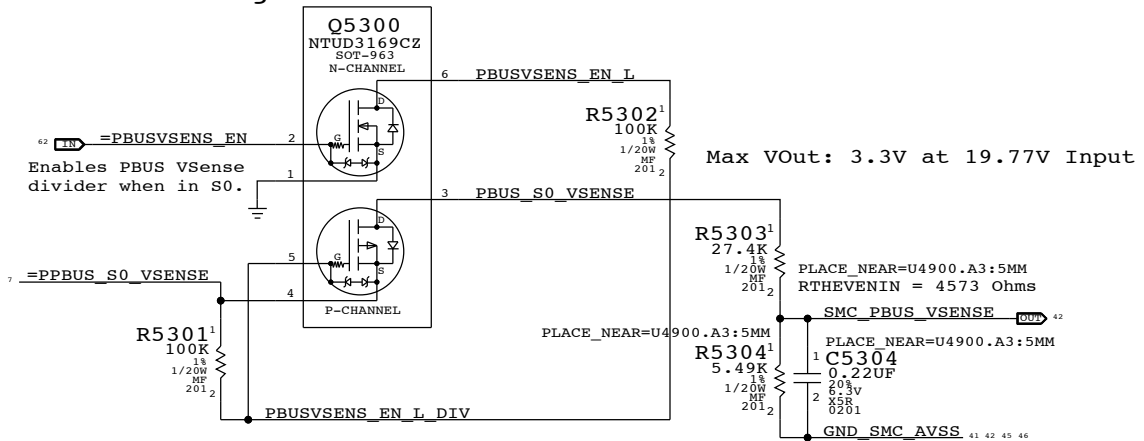 Q5300
NTUD3169CZ
SOT-963
N-CHANNEL
6 PBUSVSENS_EN_L
D
R5302 1
100K
1%
1/20W
MF
201 2
62 IN =PBUSVSENS_EN 2
G
S
Enables PBUS VSense
divider when in S0.
1
Max VOut: 3.3V at 19.77V Input
3 PBUS_S0_VSENSE
D
R5303 1
27.4K
1%
1/20W
MF
201 2
PLACE_NEAR=U4900.A3:5MM
RTHEVENIN = 4573 Ohms
5
G
S
7 =PPBUS_S0_VSENSE
4
P-CHANNEL
SMC_PBUS_VSENSE OUT 42
R5301 1
100K
1%
1/20W
MF
201 2
PLACE_NEAR=U4900.A3:5MM
R5304 1
5.49K
1%
1/20W
MF
201 2
PLACE_NEAR=U4900.A3:5MM
1 C5304
0.22UF
20%
6.3V
2 X5R
0201
PBUSVSENS_EN_L_DIV
GND_SMC_AVSS 41 42 45 46